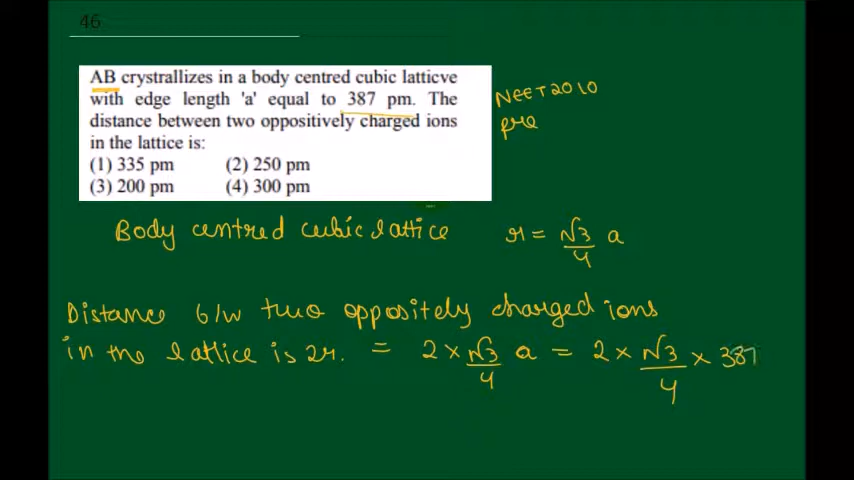 46
AB crystrallizes in a body centred cubic latticve
with edge length 'a' equal to 387 pm. The
distance between two oppositively charged ions
in the lattice is:
(1) 335 pm (2) 250 pm
(3) 200 pm (4) 300 pm
NEET 2010
pre
Body centred cubic lattice r = √3/4 a
Distance b/w two oppositely charged ions
in the lattice is 2r. = 2 × √3/4 a = 2 × √3/4 × 387